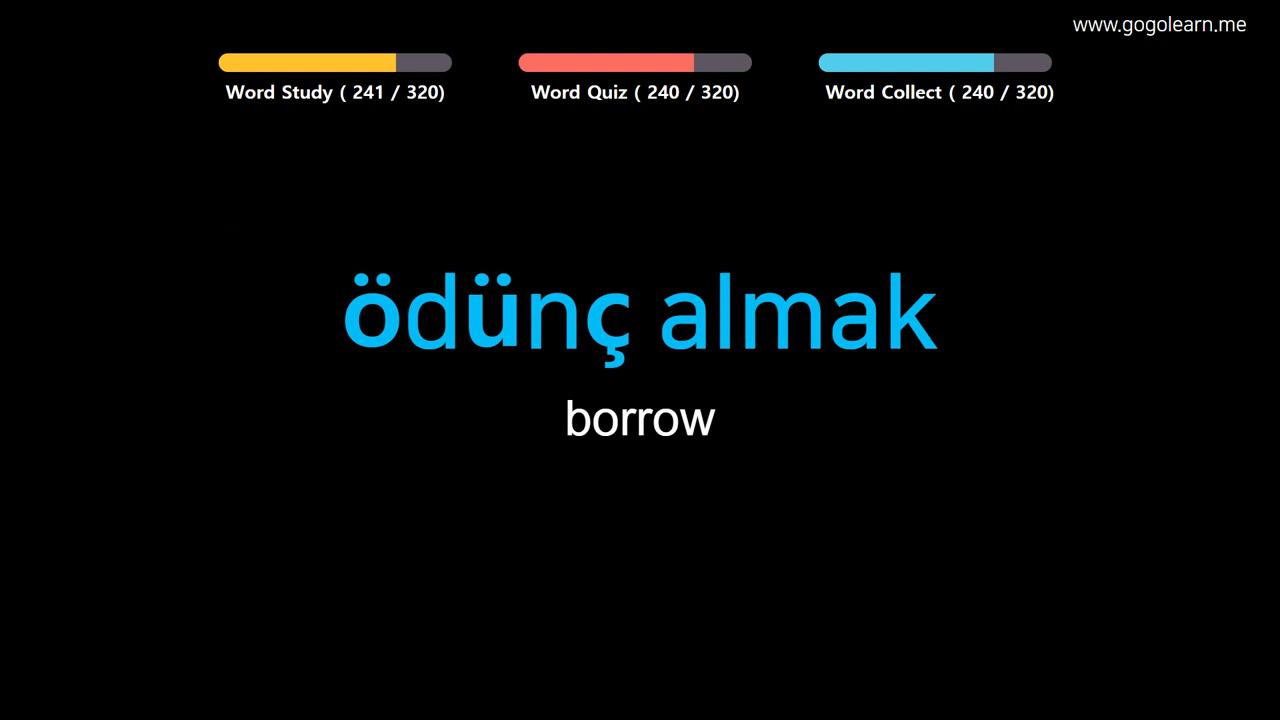 www.gogolearn.me
Word Study ( 241 / 320)
Word Quiz ( 240 / 320)
Word Collect ( 240 / 320)
ödünç almak
borrow